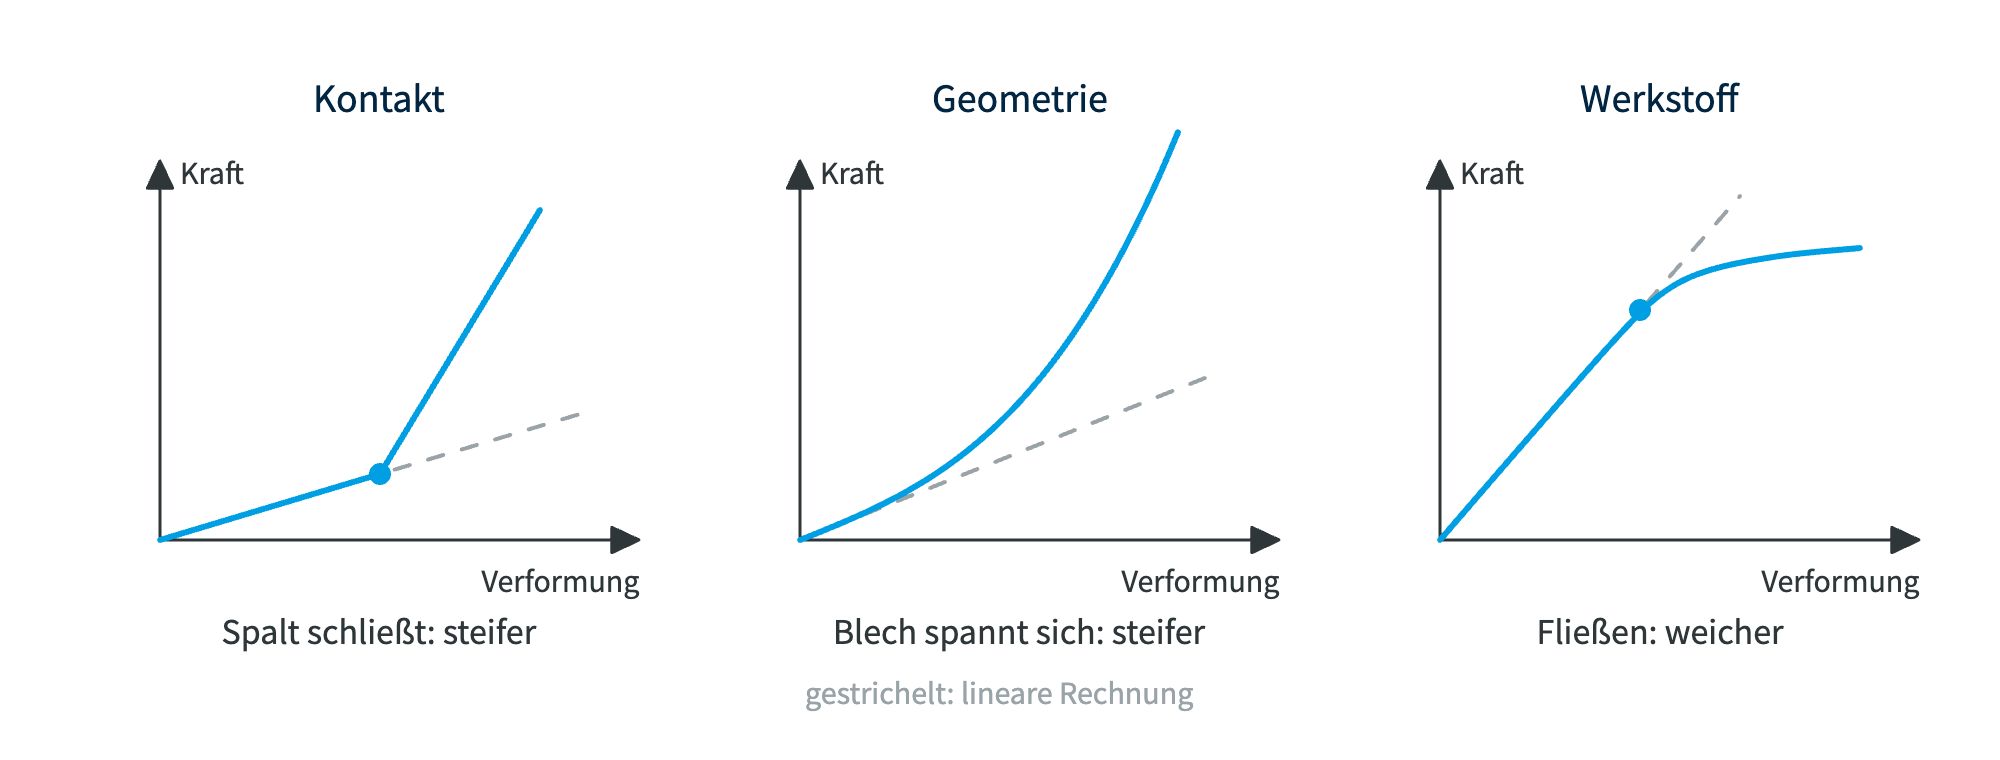 Kontakt
Kraft
Verformung
Spalt schließt: steifer
Geometrie
Kraft
Verformung
Blech spannt sich: steifer
Werkstoff
Kraft
Verformung
Fließen: weicher
gestrichelt: lineare Rechnung